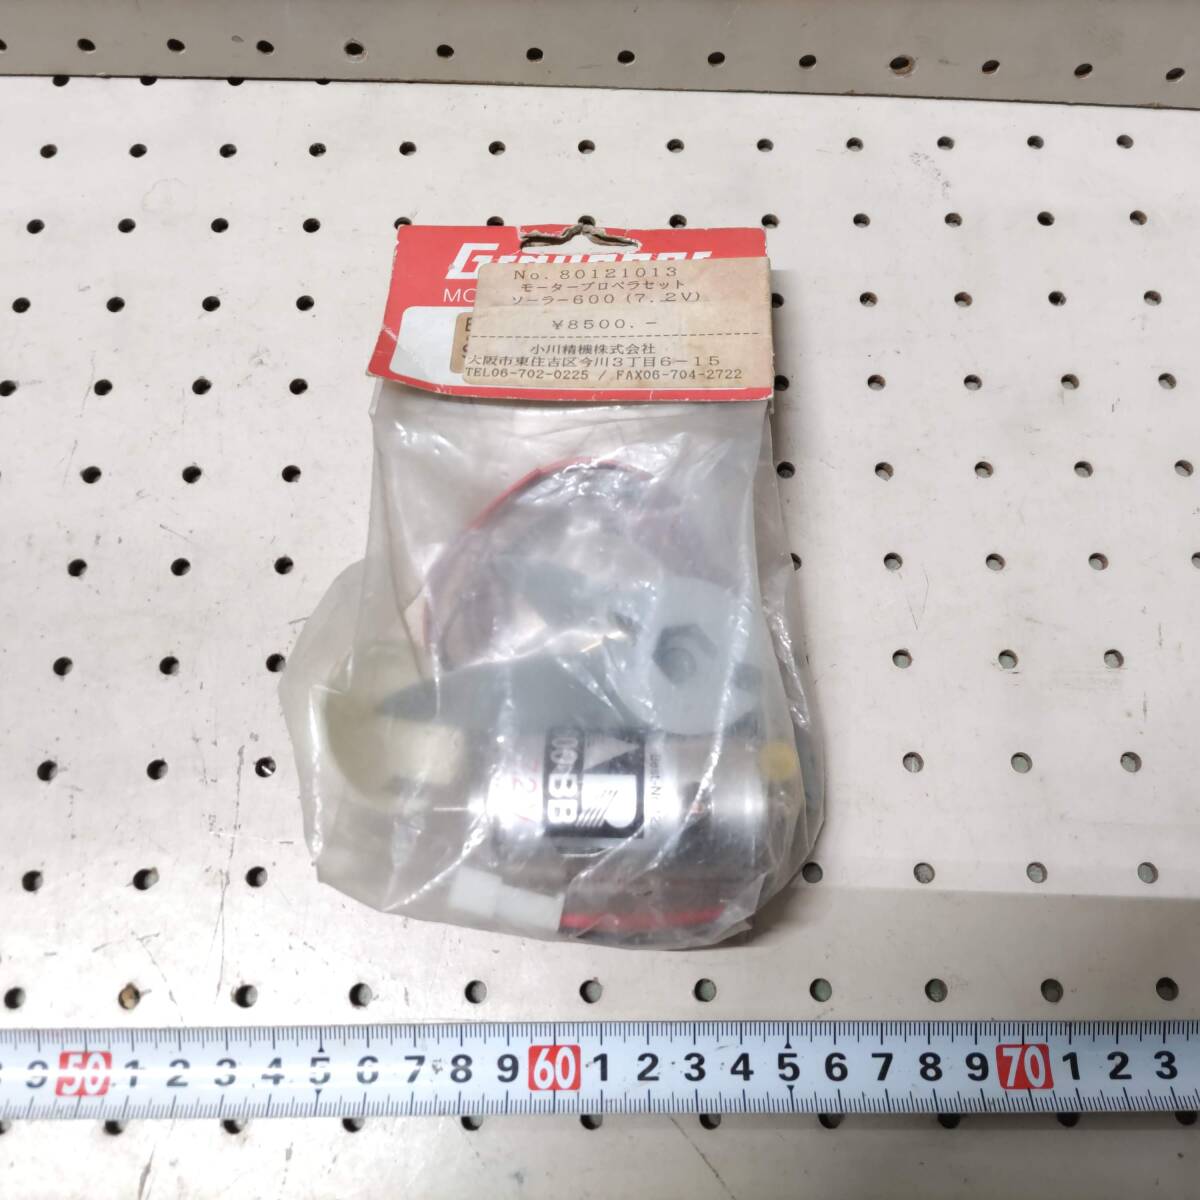 No. 80121013
モータープロペラセット
ソーラー600(7.2V)
¥8500.-
小川精機株式会社
大阪市東住吉区今川3丁目6-15
TEL06-702-0225 / FAX06-704-2722
MO
00-BB
9 50 1 2 3 4 5 6 7 8 9 60 1 2 3 4 5 6 7 8 9 70 1 2 3